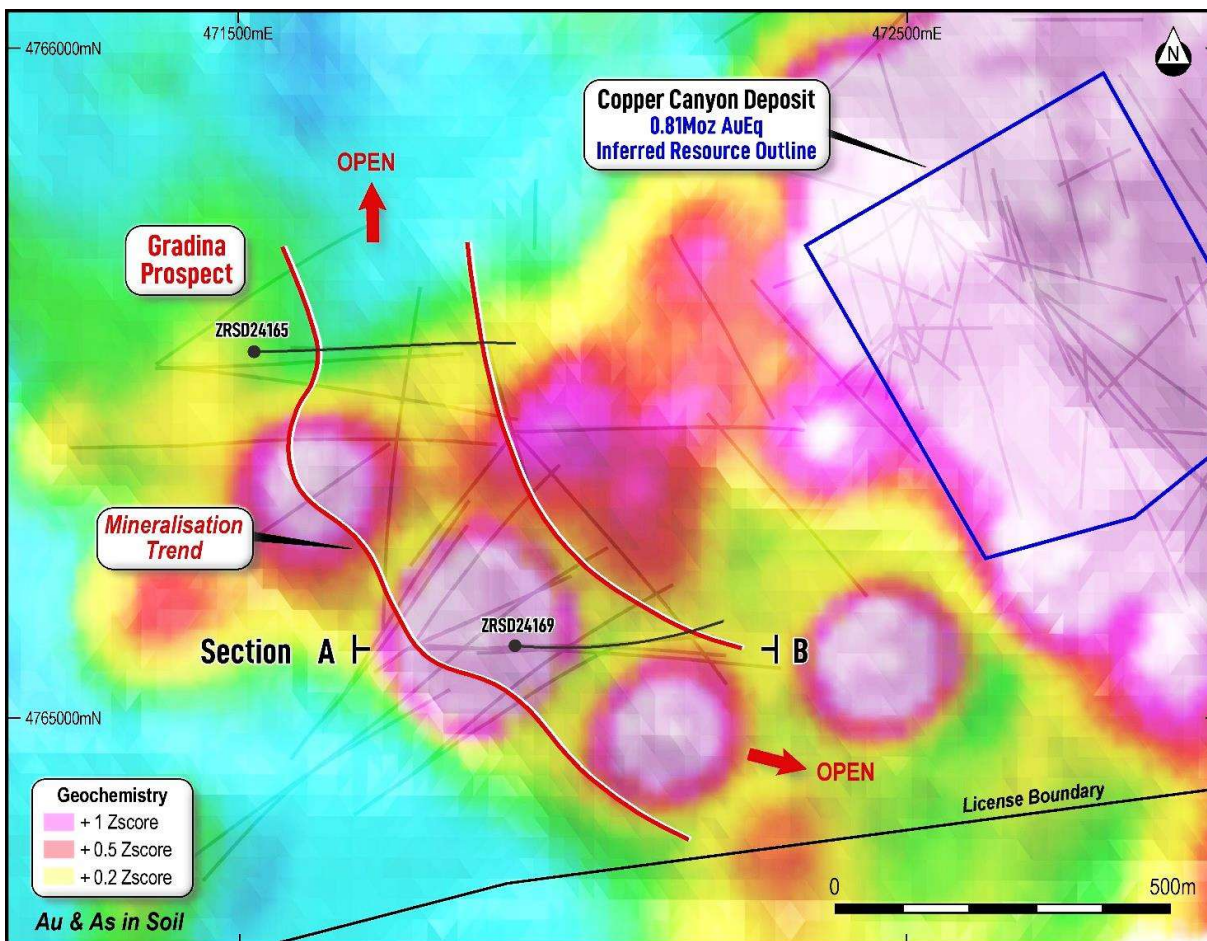 471500mE
472500mE
4766000mN
N
Copper Canyon Deposit
0.81Moz AuEq
Inferred Resource Outline
OPEN
Gradina
Prospect
ZRSD24165
Mineralisation
Trend
Section A
ZRSD24169
B
4765000mN
OPEN
License Boundary
Geochemistry
+ 1 Zscore
+ 0.5 Zscore
+ 0.2 Zscore
Au & As in Soil
0
500m